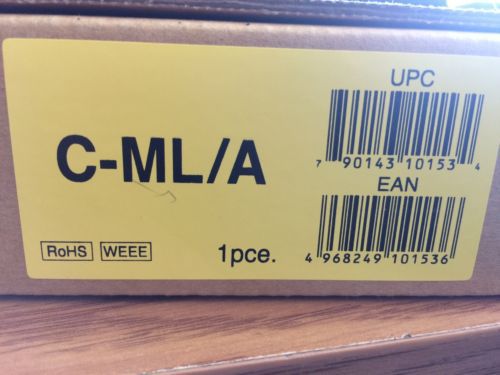 UPC
7 90143 10153 4
C-ML/A
EAN
4 968249 101536
RoHS WEEE
1pce.